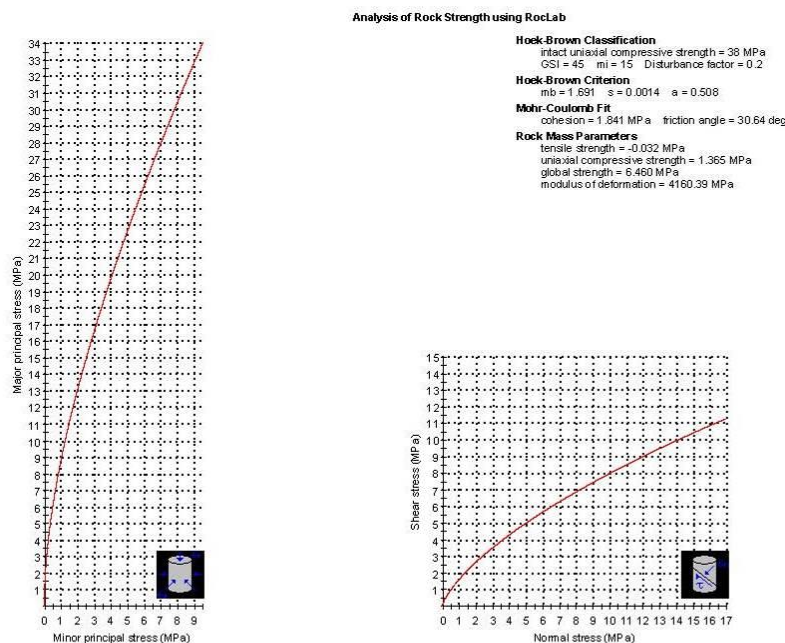 Analysis of Rock Strength using RocLab
Hoek-Brown Classification
intact uniaxial compressive strength = 38 MPa
GSI = 45 mi = 15 Disturbance factor = 0.2
Hoek-Brown Criterion
mb = 1.691 s = 0.0014 a = 0.508
Mohr-Coulomb Fit
cohesion = 1.841 MPa friction angle = 30.64 deg
Rock Mass Parameters
tensile strength = -0.032 MPa
uniaxial compressive strength = 1.365 MPa
global strength = 6.460 MPa
modulus of deformation = 4160.39 MPa
Major principal stress (MPa)
34
33
32
31
30
29
28
27
26
25
24
23
22
21
20
19
18
17
16
15
14
13
12
11
10
9
8
7
6
5
4
3
2
1
0 1 2 3 4 5 6 7 8 9
Minor principal stress (MPa)
Shear stress (MPa)
15
14
13
12
11
10
9
8
7
6
5
4
3
2
1
0 1 2 3 4 5 6 7 8 9 10 11 12 13 14 15 16 17
Normal stress (MPa)
τ